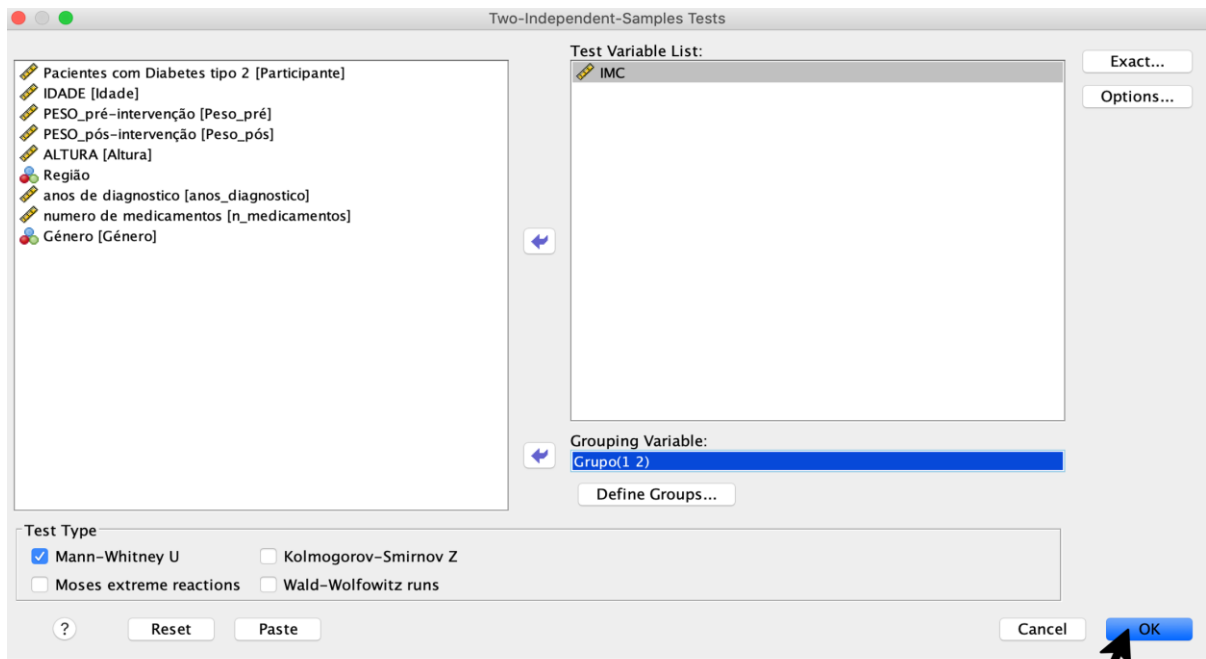 Two-Independent-Samples Tests
Pacientes com Diabetes tipo 2 [Participante]
IDADE [Idade]
PESO_pré-intervenção [Peso_pré]
PESO_pós-intervenção [Peso_pós]
ALTURA [Altura]
Região
anos de diagnostico [anos_diagnostico]
numero de medicamentos [n_medicamentos]
Género [Género]
Test Variable List:
IMC
Exact...
Options...
Grouping Variable:
Grupo(1 2)
Define Groups...
Test Type
Mann-Whitney U
Kolmogorov-Smirnov Z
Moses extreme reactions
Wald-Wolfowitz runs
?
Reset
Paste
Cancel
OK